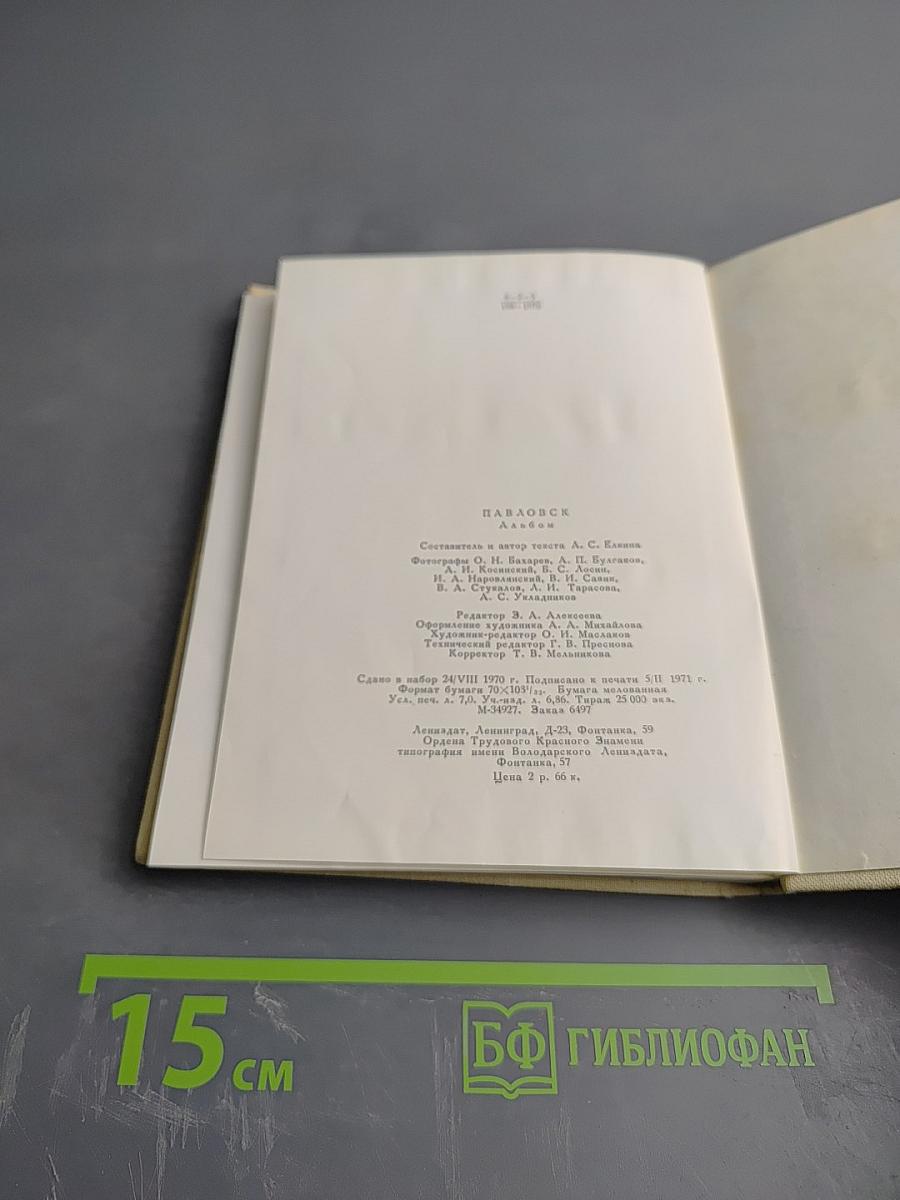 ПАВЛОВСК
Альбом
Составитель и автор текста А. С. Елкина
Фотографы О. Н. Бахарев, А. П. Булгаков,
А. И. Косинский, Б. С. Лосин,
И. А. Наровлянский, В. И. Савик,
В. А. Стукалов, Л. И. Тарасова,
А. С. Укладников
Редактор Э. А. Алексеева
Оформление художника А. А. Михайлова
Художник-редактор О. И. Маслаков
Технический редактор Г. В. Преснова
Корректор Т. В. Мельникова
Сдано в набор 24/VIII 1970 г. Подписано к печати 5/II 1971 г.
Формат бумаги 70×103¹/₃₂. Бумага мелованная
Усл. печ. л. 7,0. Уч.-изд. л. 6,86. Тираж 25 000 экз.
М-34927. Заказ 6497
Лениздат, Ленинград, Д-23, Фонтанка, 59
Ордена Трудового Красного Знамени
типография имени Володарского Лениздата,
Фонтанка, 57
Цена 2 р. 66 к.
15 см
БФ ГИБЛИОФАН